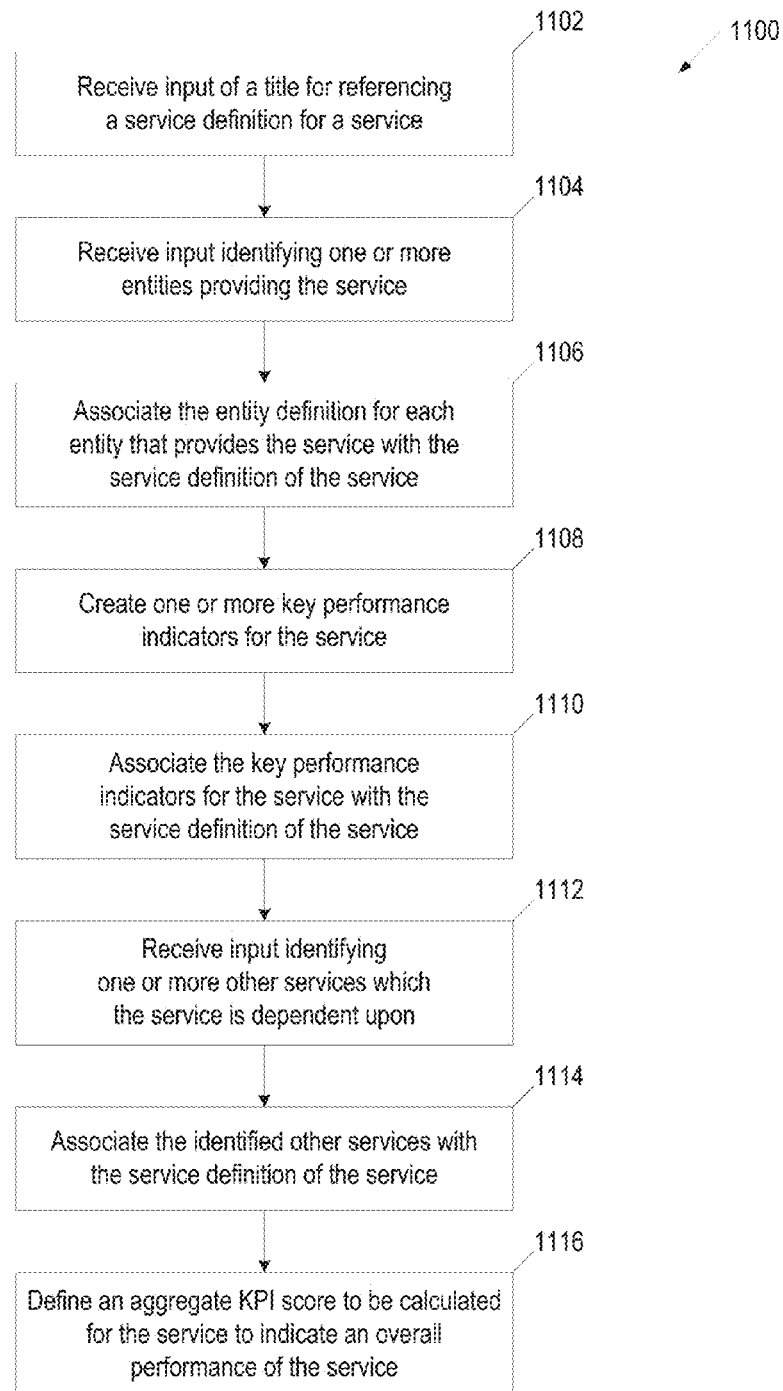 1102
1100
Receive input of a title for referencing
a service definition for a service
1104
Receive input identifying one or more
entities providing the service
1106
Associate the entity definition for each
entity that provides the service with the
service definition of the service
1108
Create one or more key performance
indicators for the service
1110
Associate the key performance
indicators for the service with the
service definition of the service
1112
Receive input identifying
one or more other services which
the service is dependent upon
1114
Associate the identified other services with
the service definition of the service
1116
Define an aggregate KPI score to be calculated
for the service to indicate an overall
performance of the service